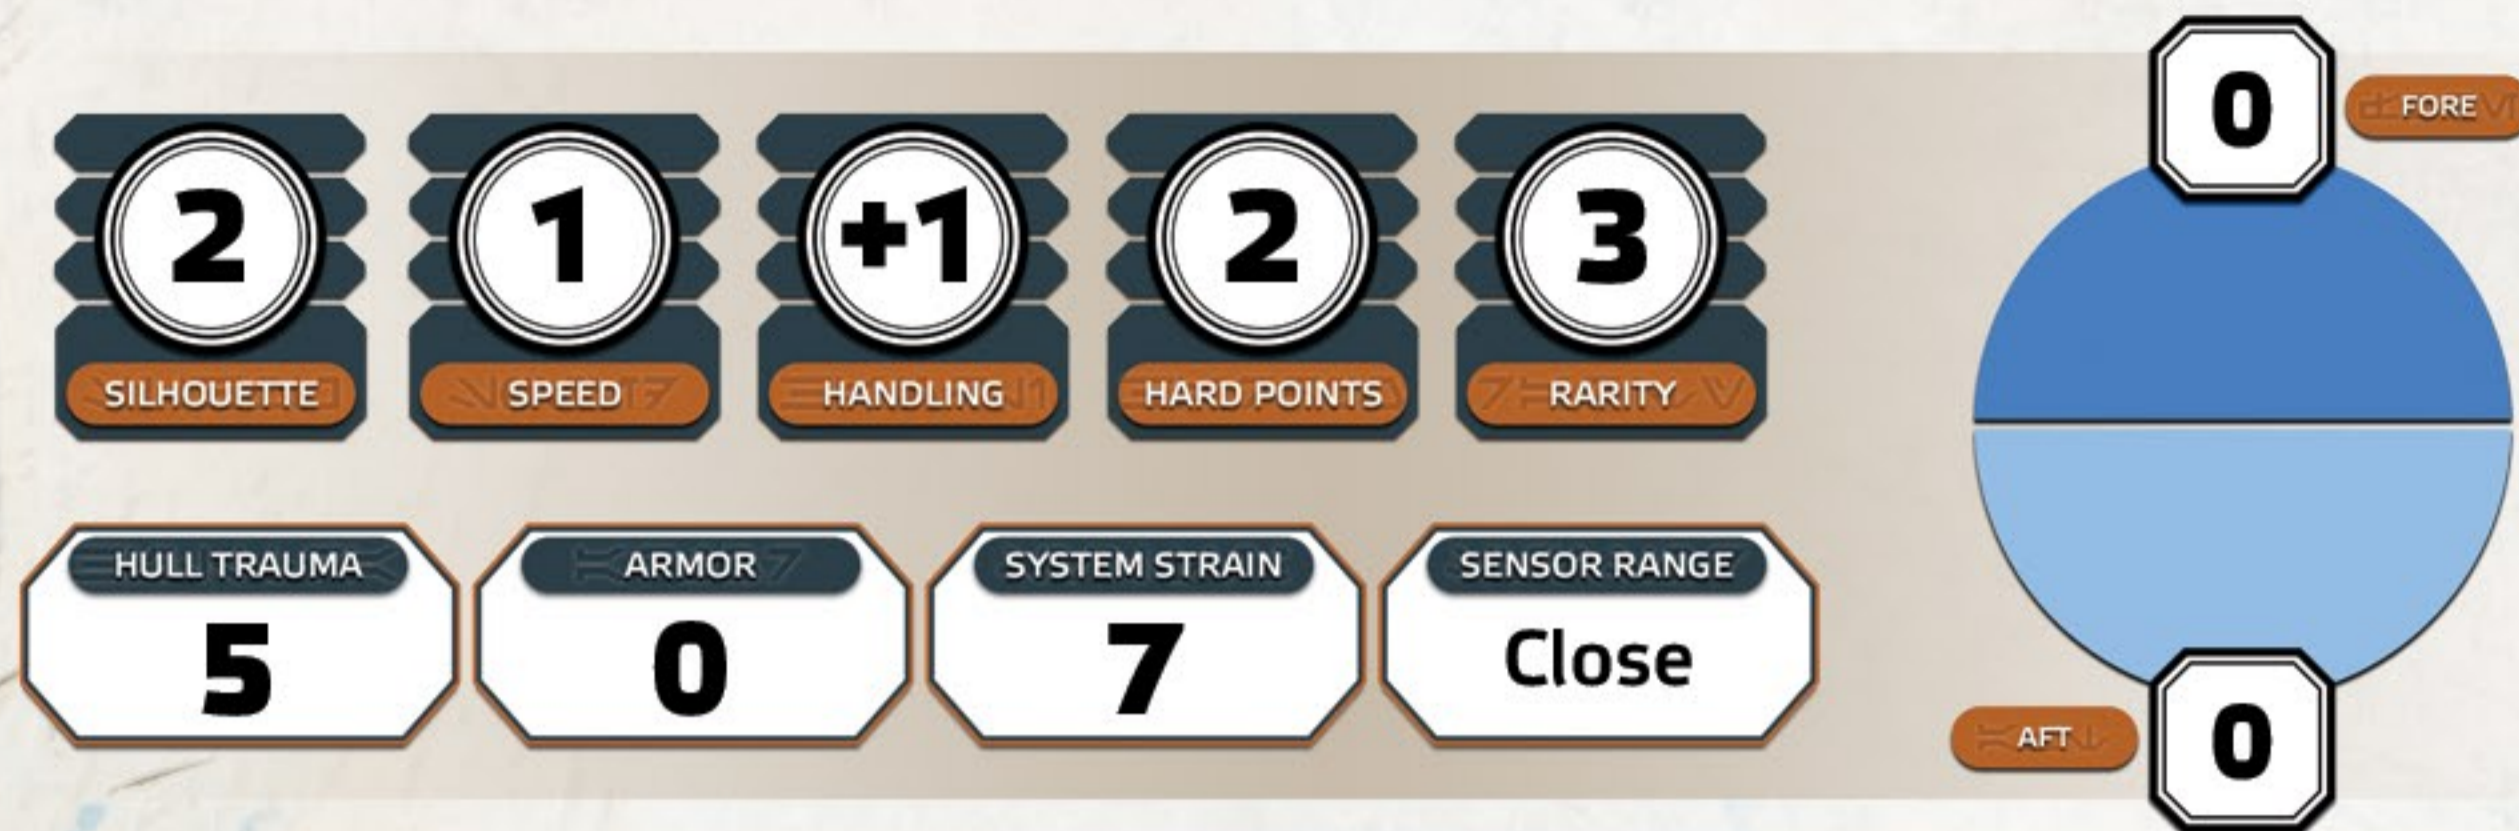 0
FORE
2
1
+1
2
3
SILHOUETTE
SPEED
HANDLING
HARD POINTS
RARITY
HULL TRAUMA
ARMOR
SYSTEM STRAIN
SENSOR RANGE
5
0
7
Close
AFT
0